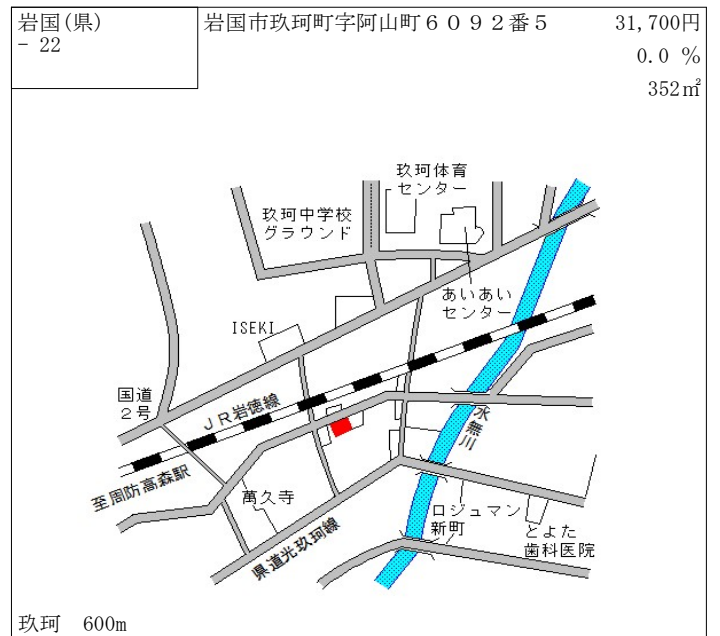 岩国(県)
- 22
岩国市玖珂町字阿山町６０９２番５
31,700円
0.0 %
352㎡
玖珂体育
センター
玖珂中学校
グラウンド
あいあい
センター
ISEKI
国道
２号
ＪＲ岩徳線
水無川
至周防高森駅
萬久寺
県道光玖珂線
ロジュマン
新町
とよた
歯科医院
玖珂　600m